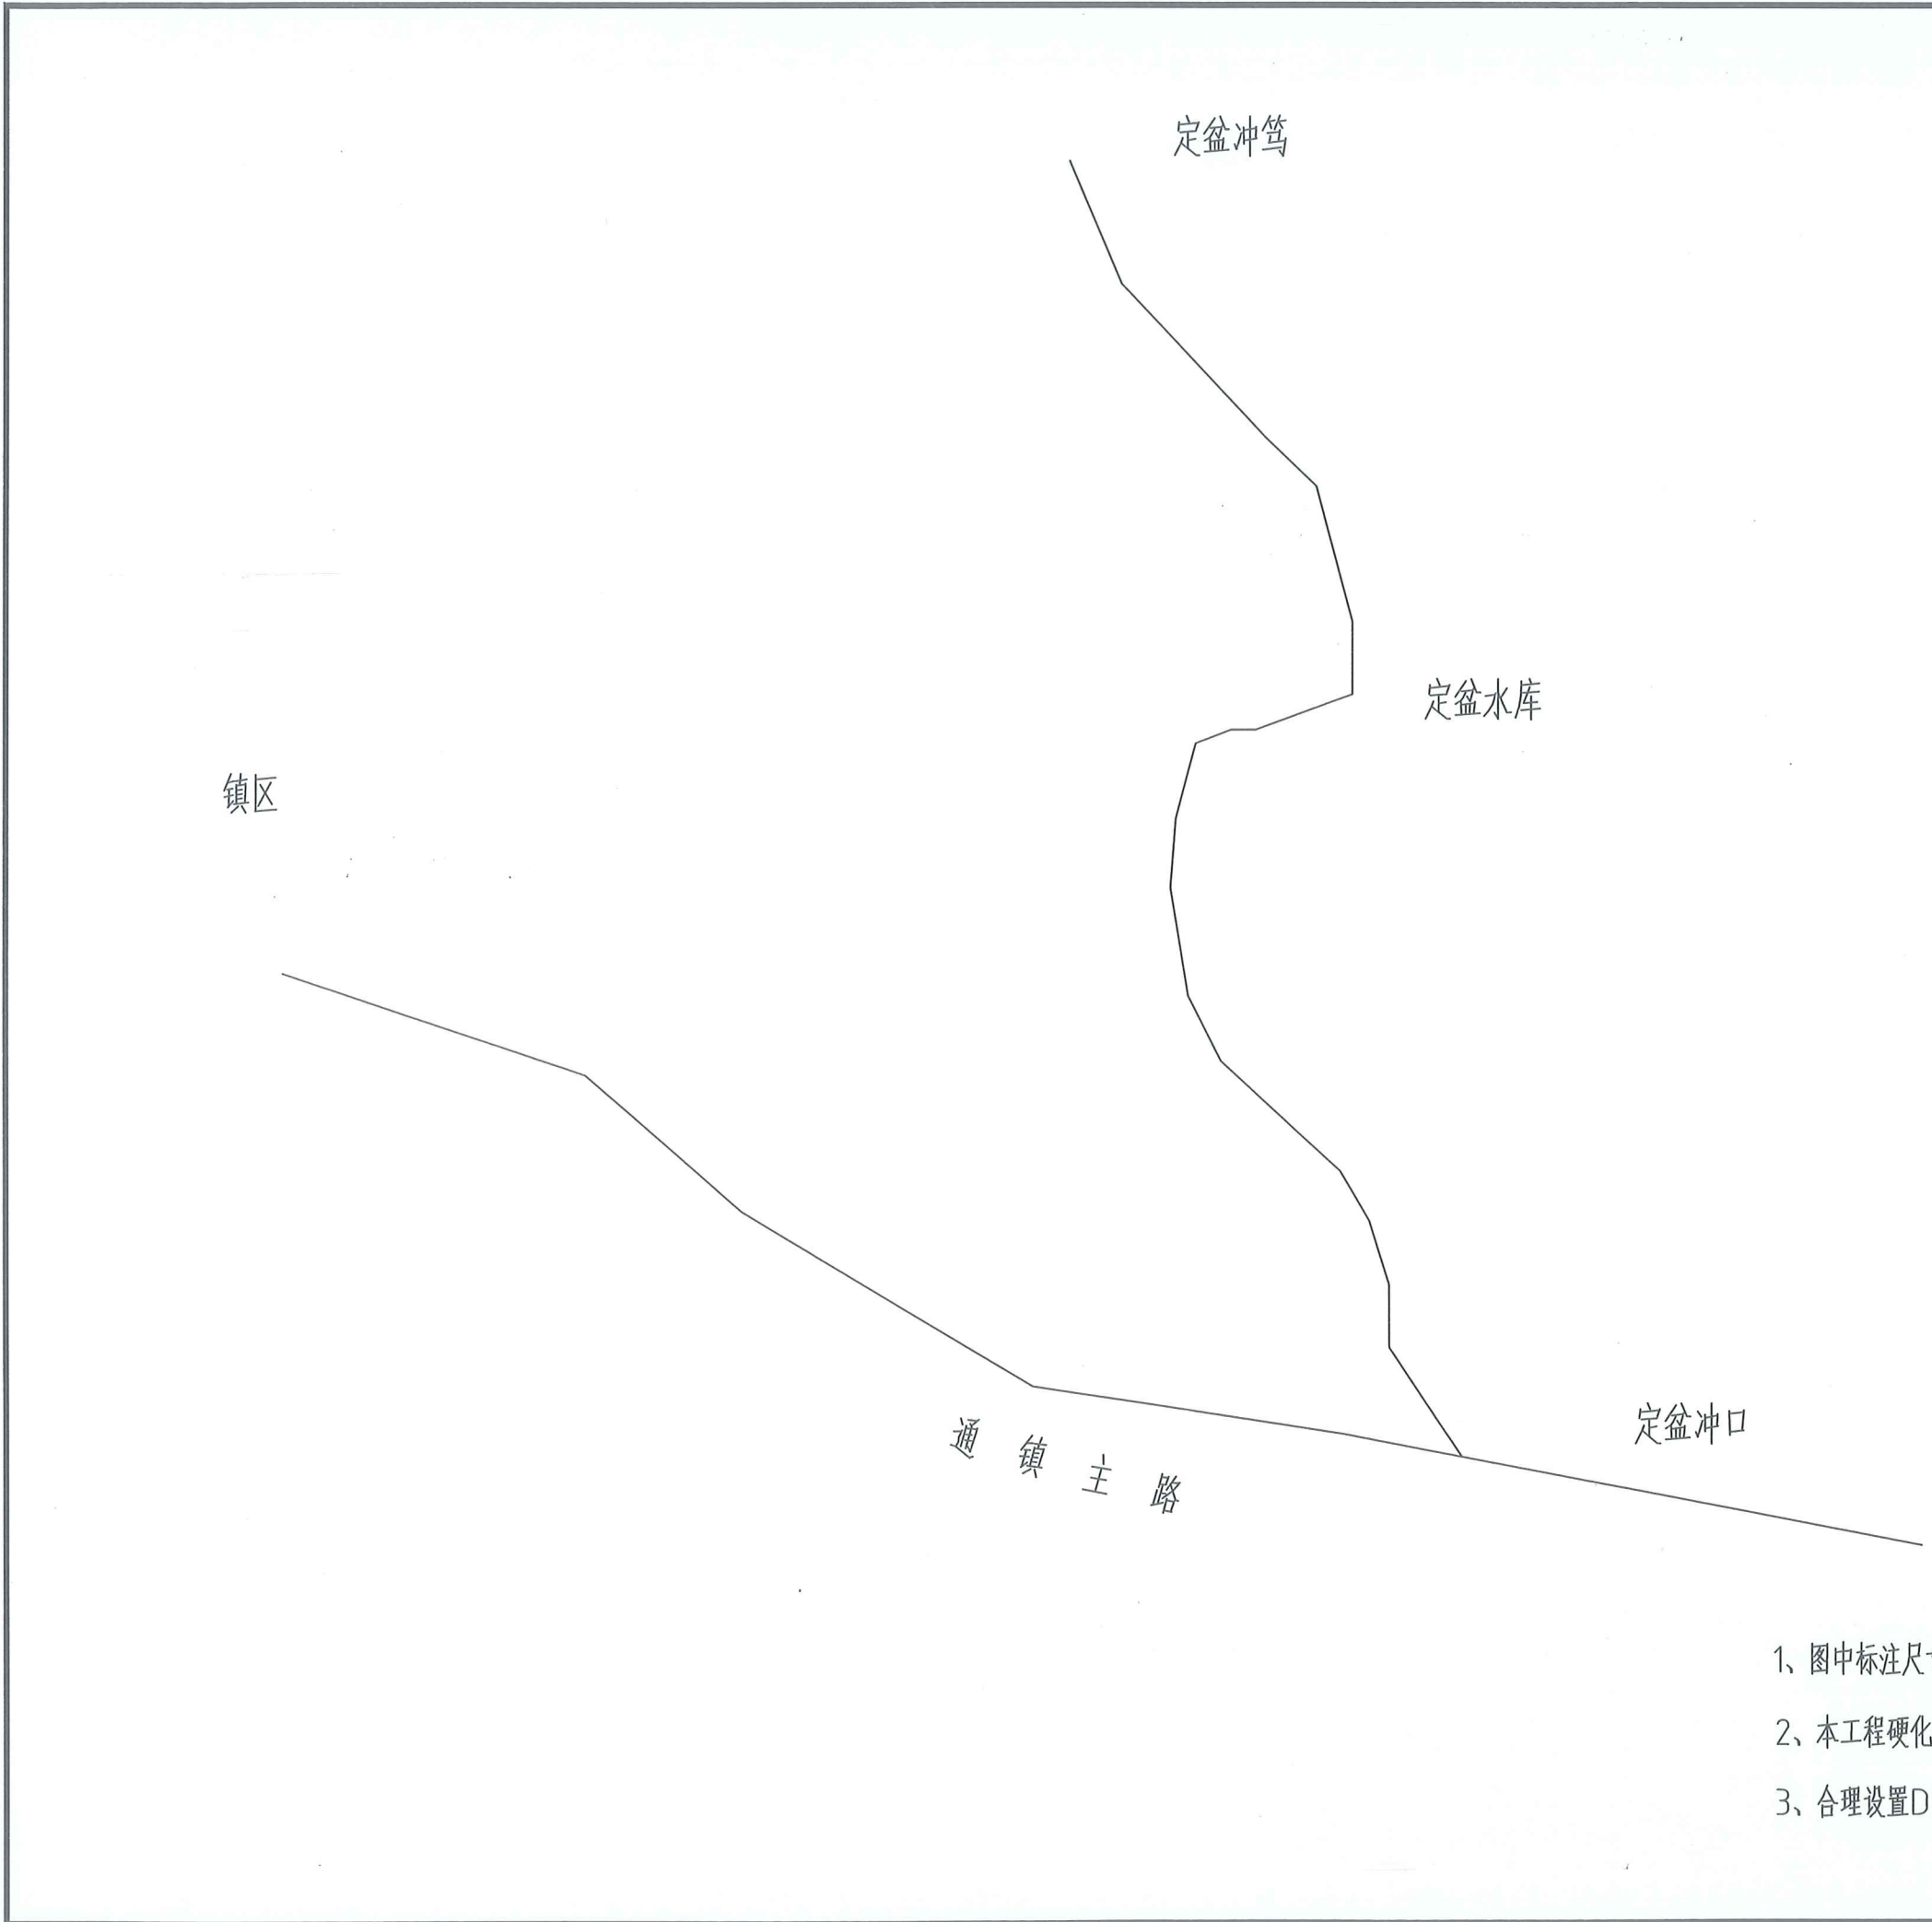 定盆冲笃
定盆水库
镇区
定盆冲口
通镇主路
1、图中标注尺
2、本工程硬化
3、合理设置D